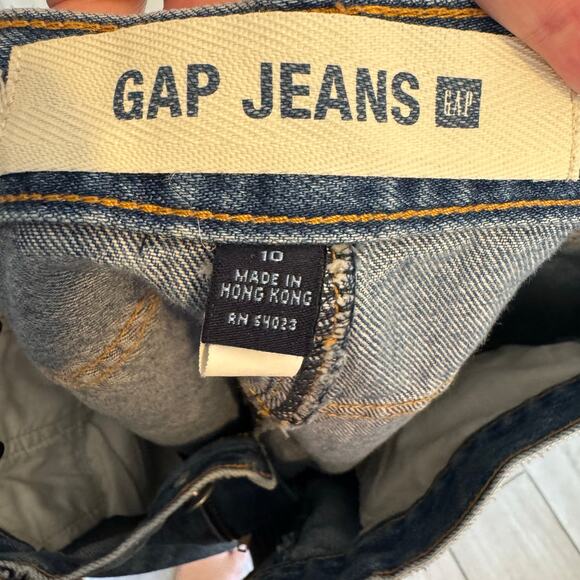 GAP JEANS GAP
10
MADE IN
HONG KONG
RN 54023